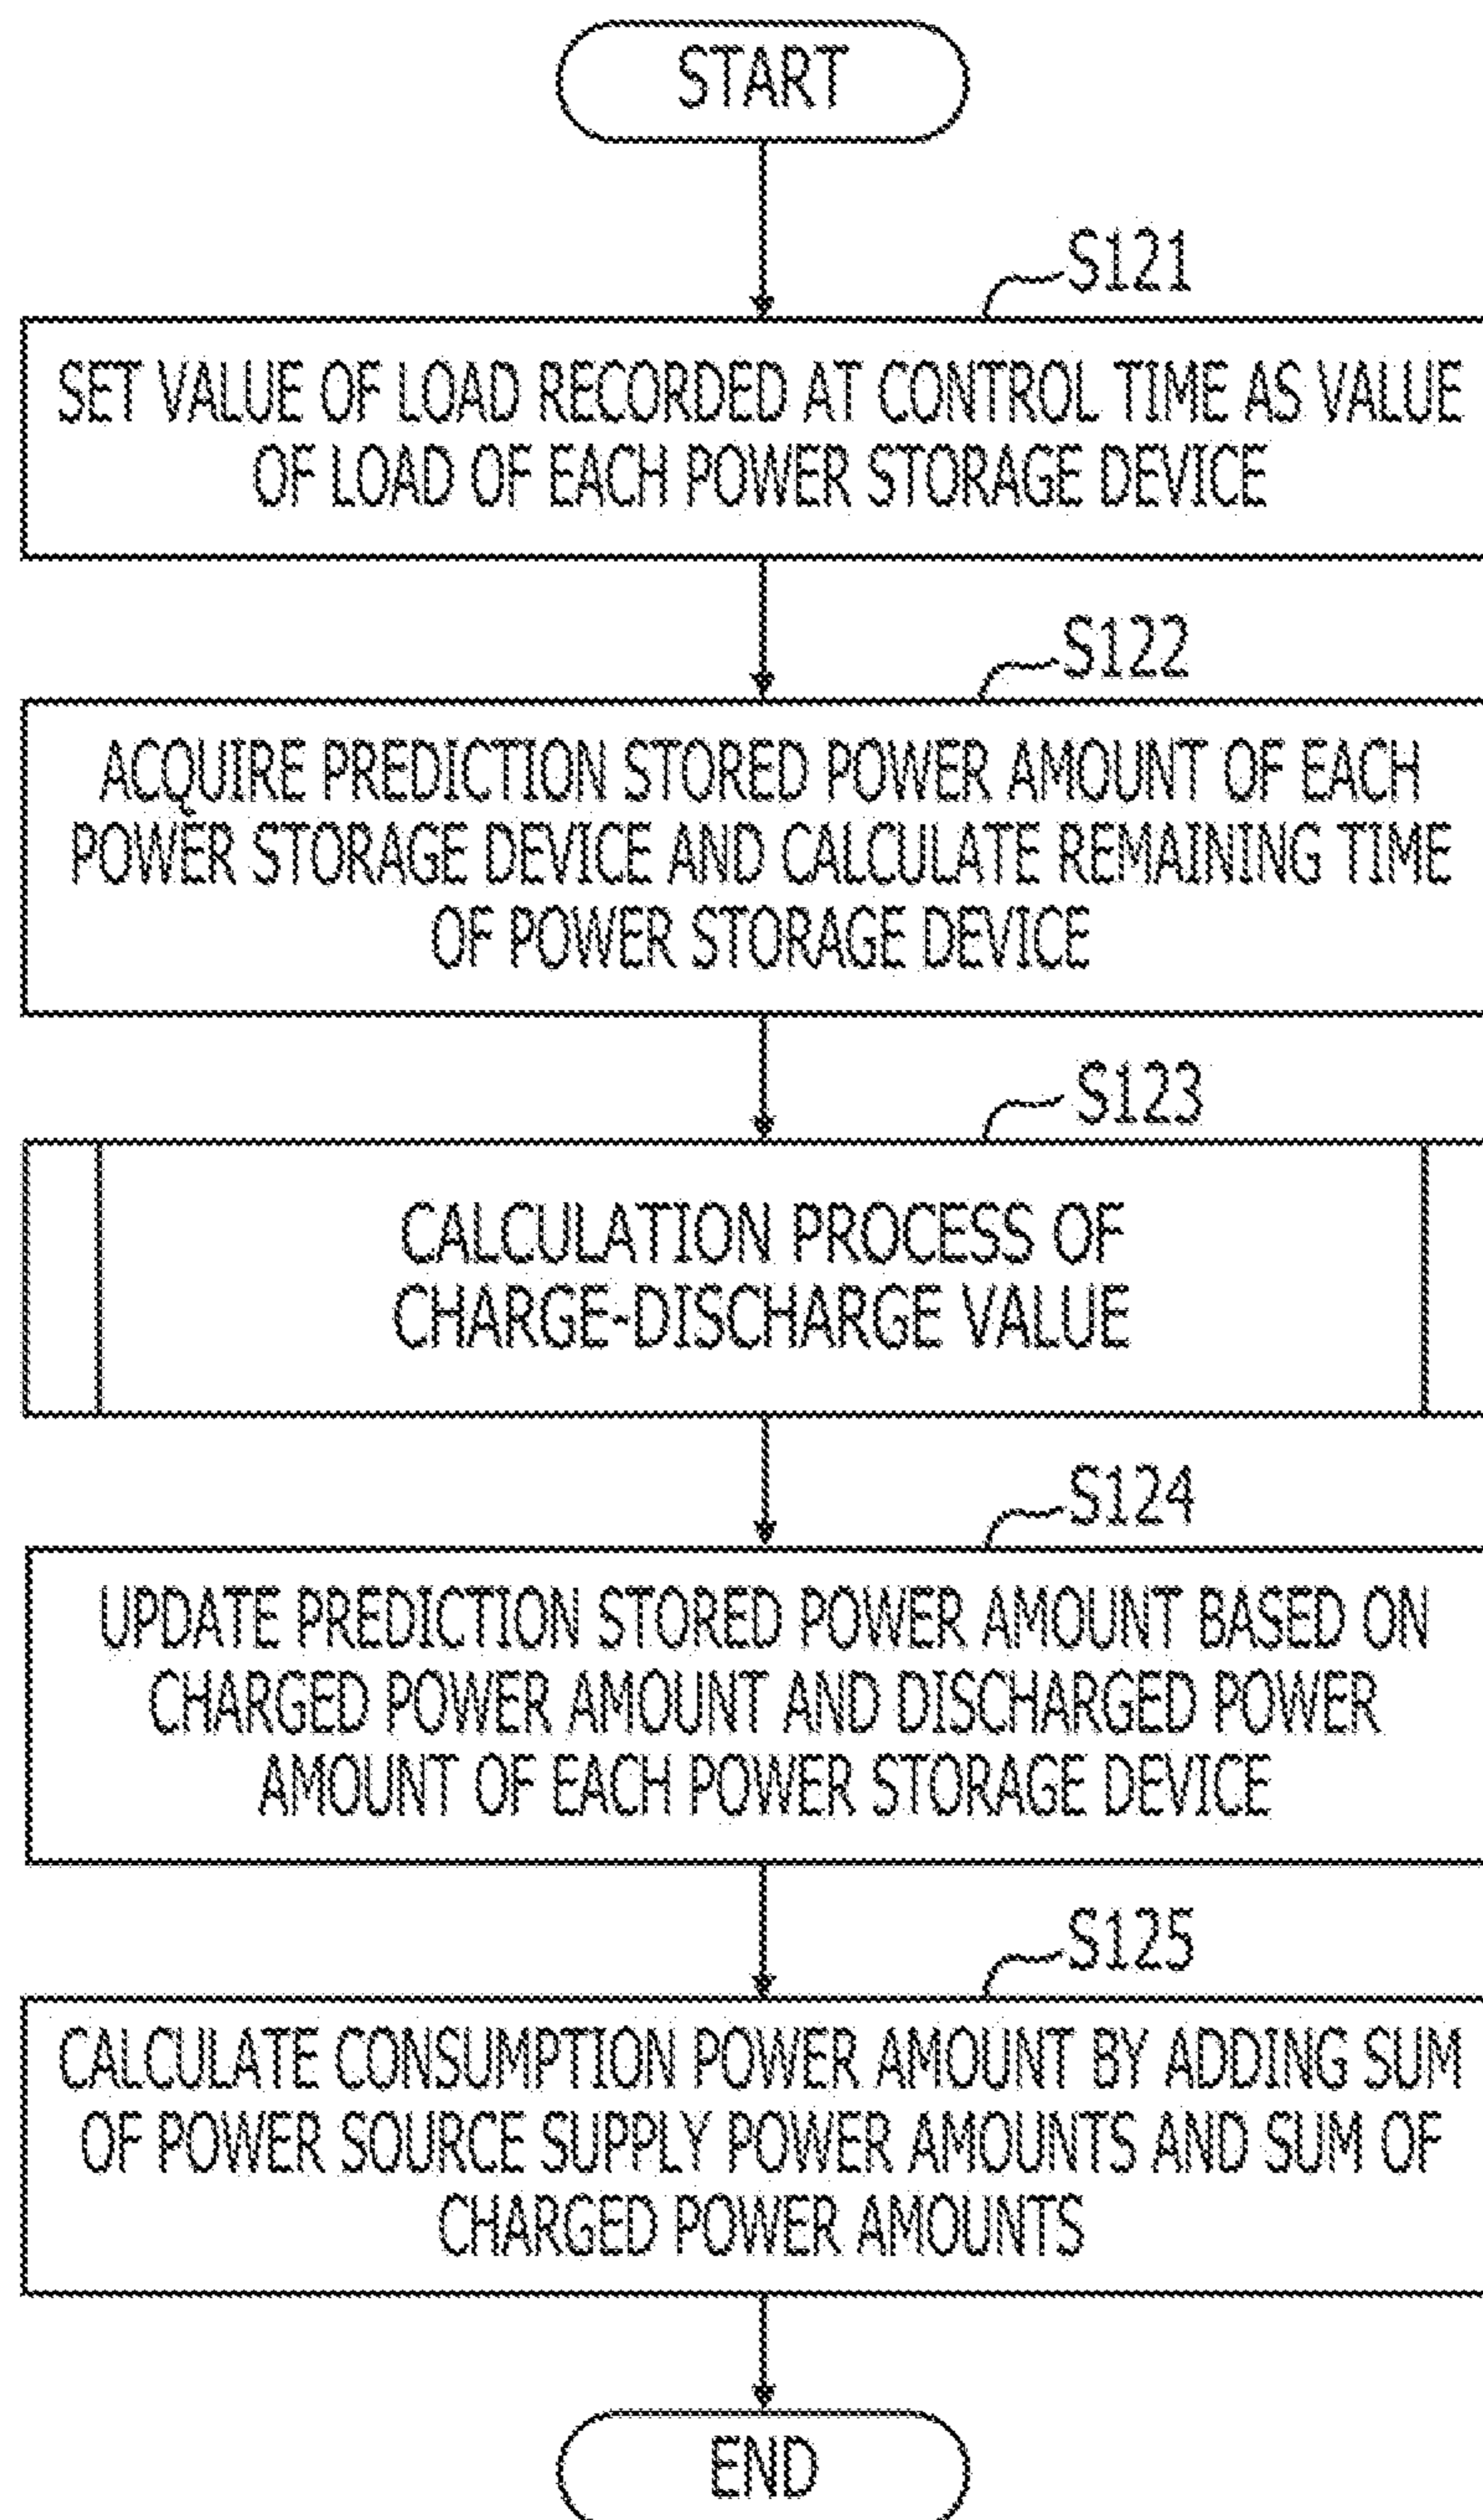 START
S121
SET VALUE OF LOAD RECORDED AT CONTROL TIME AS VALUE
OF LOAD OF EACH POWER STORAGE DEVICE
S122
ACQUIRE PREDICTION STORED POWER AMOUNT OF EACH
POWER STORAGE DEVICE AND CALCULATE REMAINING TIME
OF POWER STORAGE DEVICE
S123
CALCULATION PROCESS OF
CHARGE-DISCHARGE VALUE
S124
UPDATE PREDICTION STORED POWER AMOUNT BASED ON
CHARGED POWER AMOUNT AND DISCHARGED POWER
AMOUNT OF EACH POWER STORAGE DEVICE
S125
CALCULATE CONSUMPTION POWER AMOUNT BY ADDING SUM
OF POWER SOURCE SUPPLY POWER AMOUNTS AND SUM OF
CHARGED POWER AMOUNTS
END